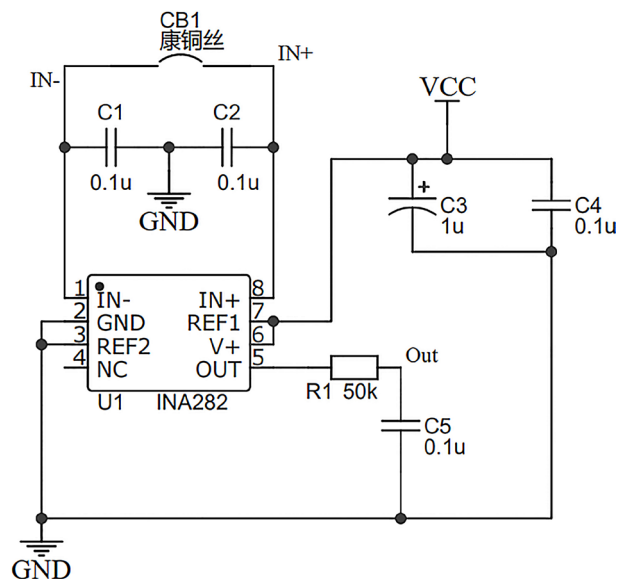 CB1
康铜丝
IN-
IN+
C1
C2
0.1u
0.1u
GND
VCC
+
C3
1u
C4
0.1u
1
IN-
IN+
8
2
GND
REF1
7
3
REF2
V+
6
4
NC
OUT
5
U1
INA282
R1
50k
Out
C5
0.1u
GND